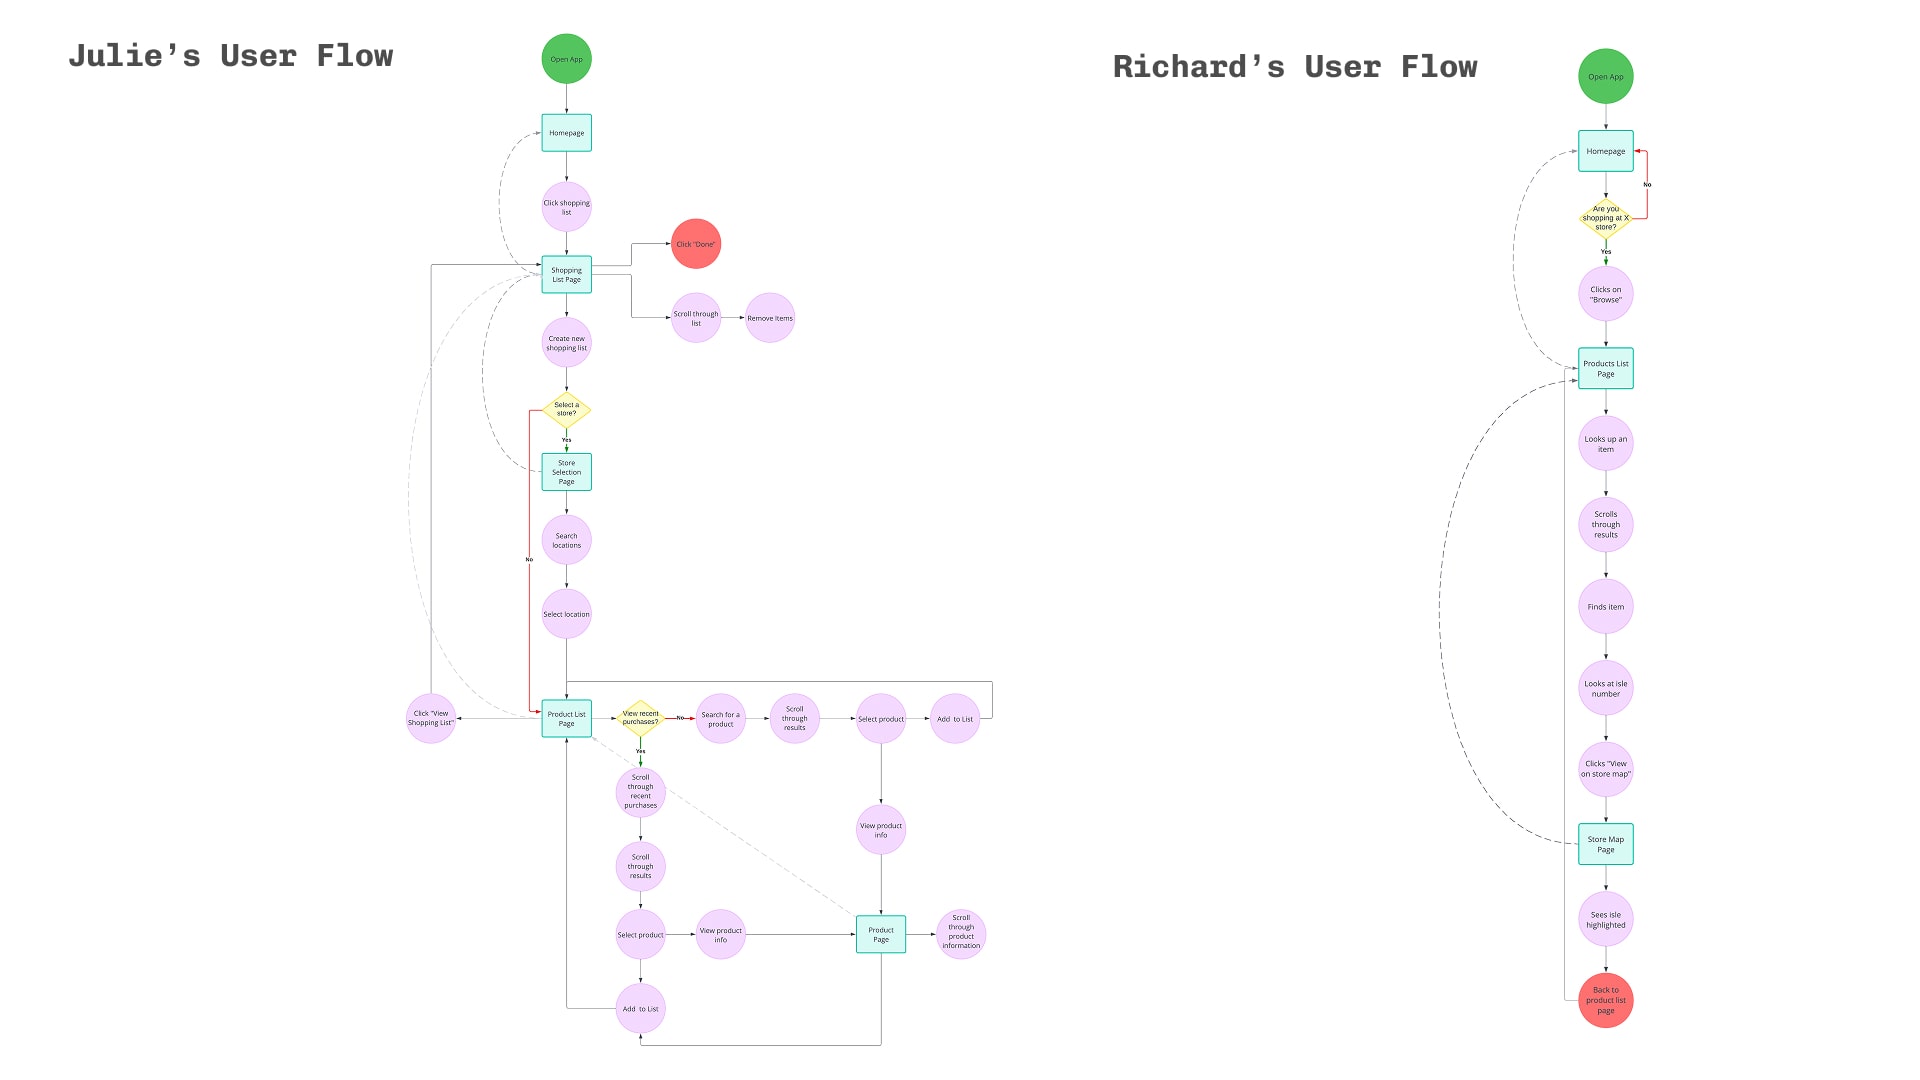 Julie’s User Flow
Open App
Homepage
Click shopping
list
Shopping
List Page
Click "Done"
Scroll through
list
Remove Items
Create new
shopping list
Select a
store?
Yes
No
Store
Selection
Page
Search
locations
Select location
Click "View
Shopping List"
Product List
Page
View recent
purchases?
No
Search for a
product
Scroll
through
results
Select product
Add to List
Yes
Scroll
through
recent
purchases
Scroll
through
results
Select product
View product
info
View product
info
Product
Page
Scroll
through
product
information
Add to List
Richard’s User Flow
Open App
Homepage
No
Are you
shopping at X
store?
Yes
Clicks on
"Browse"
Products List
Page
Looks up an
item
Scrolls
through
results
Finds item
Looks at isle
number
Clicks "View
on store map"
Store Map
Page
Sees isle
highlighted
Back to
product list
page